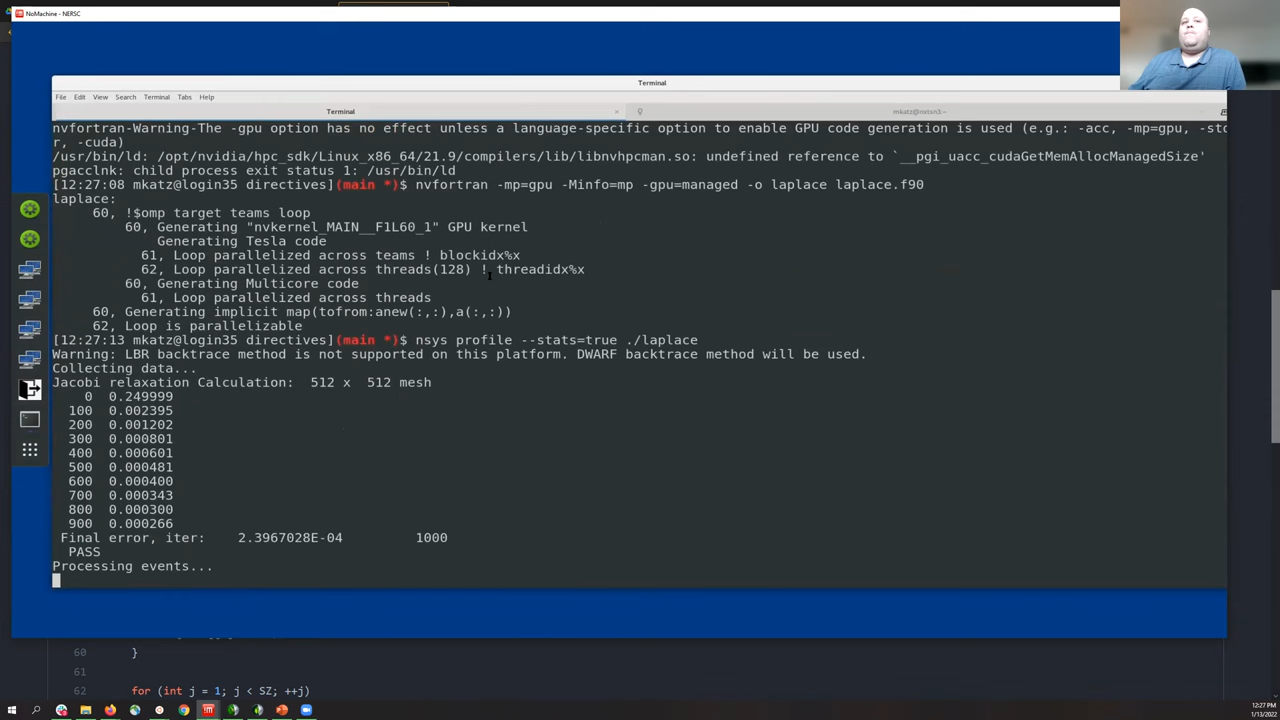 NoMachine - NERSC
Terminal
File Edit View Search Terminal Tabs Help
Terminal × mkatz@nxtsn3:~
nvfortran-Warning-The -gpu option has no effect unless a language-specific option to enable GPU code generation is used (e.g.: -acc, -mp=gpu, -stdpa
r, -cuda)
/usr/bin/ld: /opt/nvidia/hpc_sdk/Linux_x86_64/21.9/compilers/lib/libnvhpcman.so: undefined reference to `__pgi_uacc_cudaGetMemAllocManagedSize'
pgacclnk: child process exit status 1: /usr/bin/ld
[12:27:08 mkatz@login35 directives](main *)$ nvfortran -mp=gpu -Minfo=mp -gpu=managed -o laplace laplace.f90
laplace:
60, !$omp target teams loop
60, Generating "nvkernel_MAIN__F1L60_1" GPU kernel
Generating Tesla code
61, Loop parallelized across teams ! blockidx%x
62, Loop parallelized across threads(128) ! threadidx%x
60, Generating Multicore code
61, Loop parallelized across threads
60, Generating implicit map(tofrom:anew(:,:),a(:,:))
62, Loop is parallelizable
[12:27:13 mkatz@login35 directives](main *)$ nsys profile --stats=true ./laplace
Warning: LBR backtrace method is not supported on this platform. DWARF backtrace method will be used.
Collecting data...
Jacobi relaxation Calculation: 512 x 512 mesh
0 0.249999
100 0.002395
200 0.001202
300 0.000801
400 0.000601
500 0.000481
600 0.000400
700 0.000343
800 0.000300
900 0.000266
Final error, iter: 2.3967028E-04 1000
PASS
Processing events...
60 }
61
62 for (int j = 1; j < SZ; ++j)
12:27 PM
1/13/2022